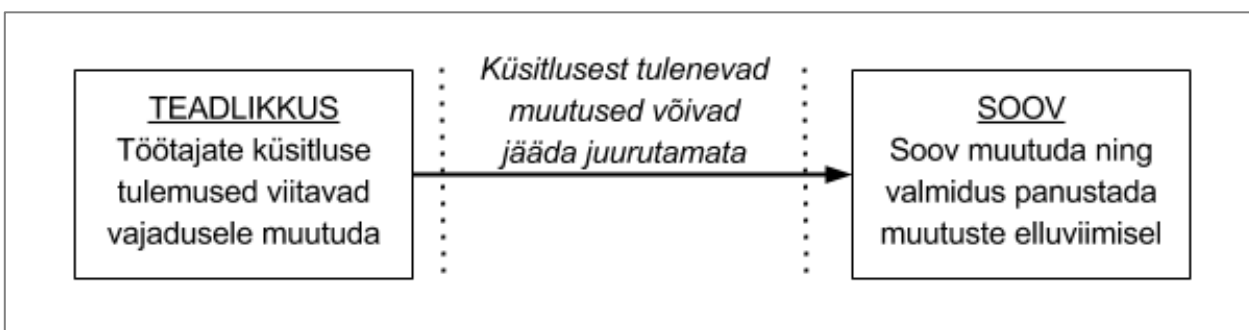 TEADLIKKUS
Töötajate küsitluse
tulemused viitavad
vajadusele muutuda
Küsitlusest tulenevad
muutused võivad
jääda juurutamata
SOOV
Soov muutuda ning
valmidus panustada
muutuste elluviimisel